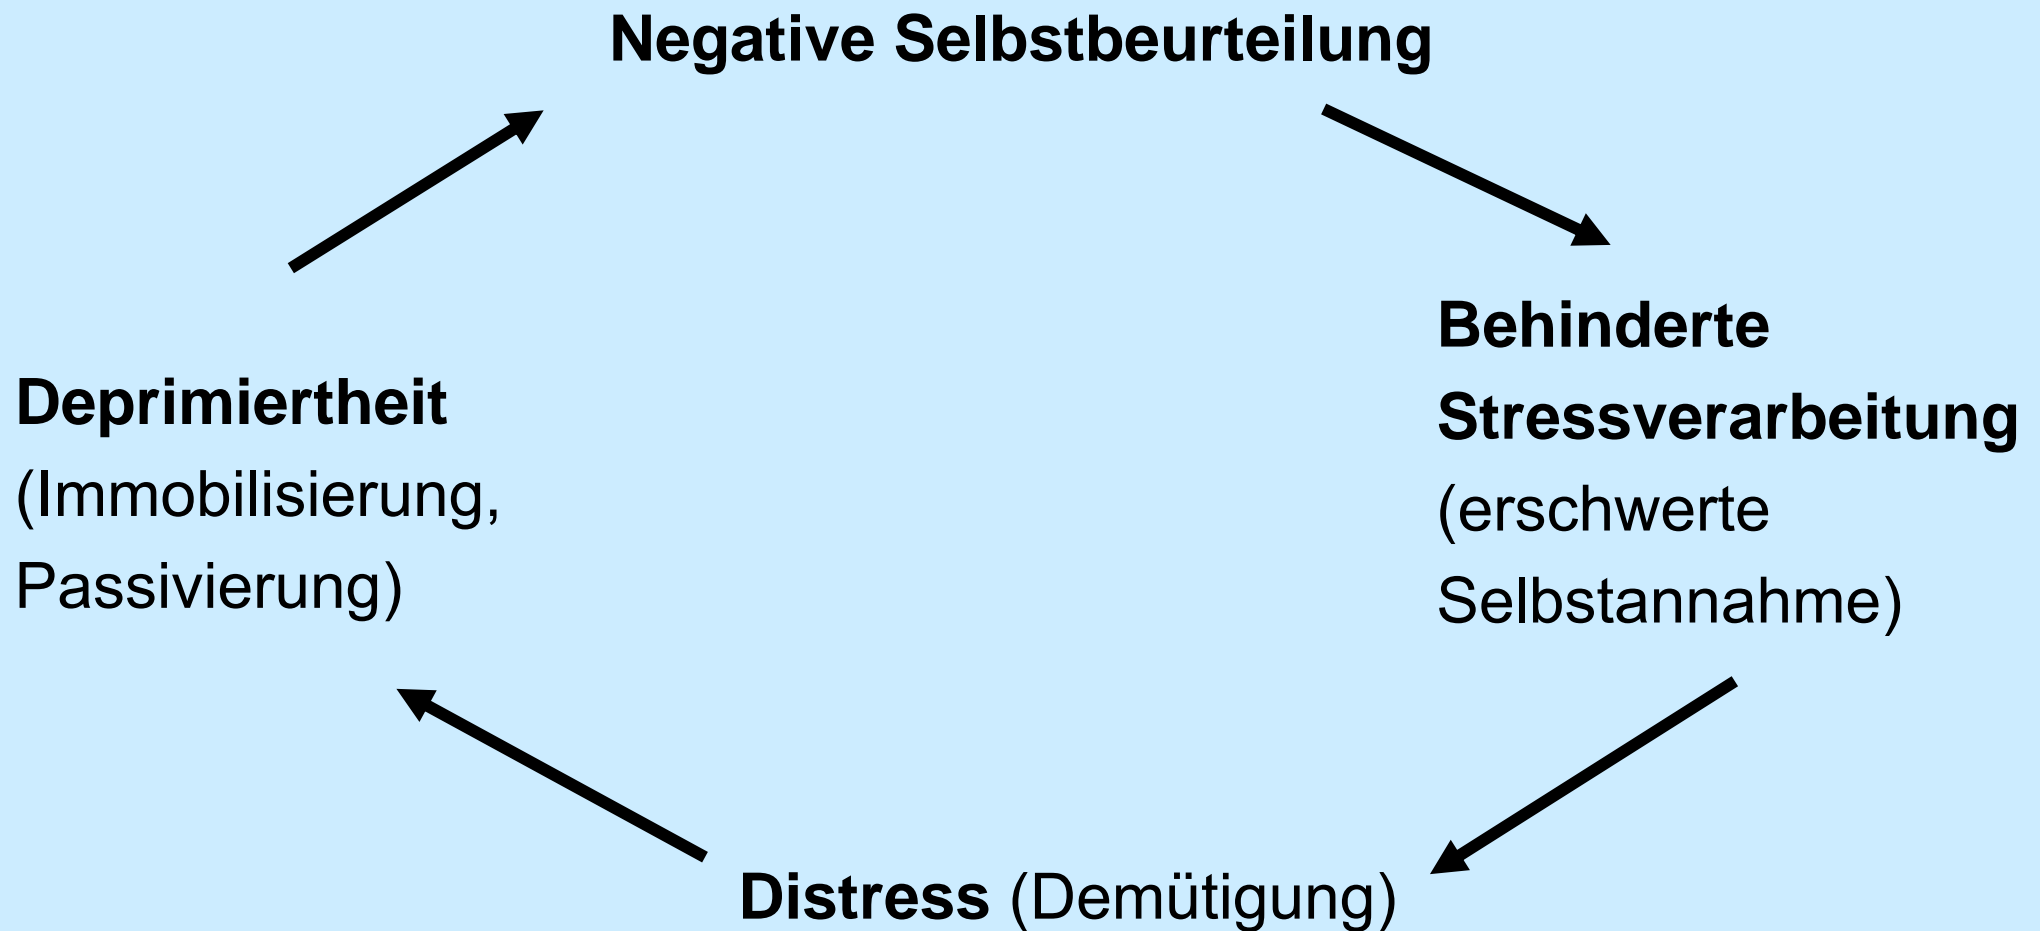 Negative Selbstbeurteilung
Behinderte
Stressverarbeitung
(erschwerte
Selbstannahme)
Deprimiertheit
(Immobilisierung,
Passivierung)
Distress (Demütigung)